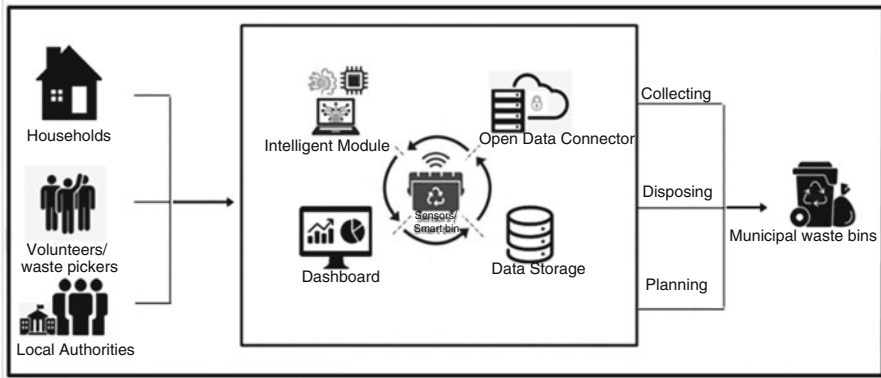 Households
Volunteers/
waste pickers
Local Authorities
Intelligent Module
Open Data Connector
Sensors/
Smart bin
Dashboard
Data Storage
Collecting
Disposing
Planning
Municipal waste bins